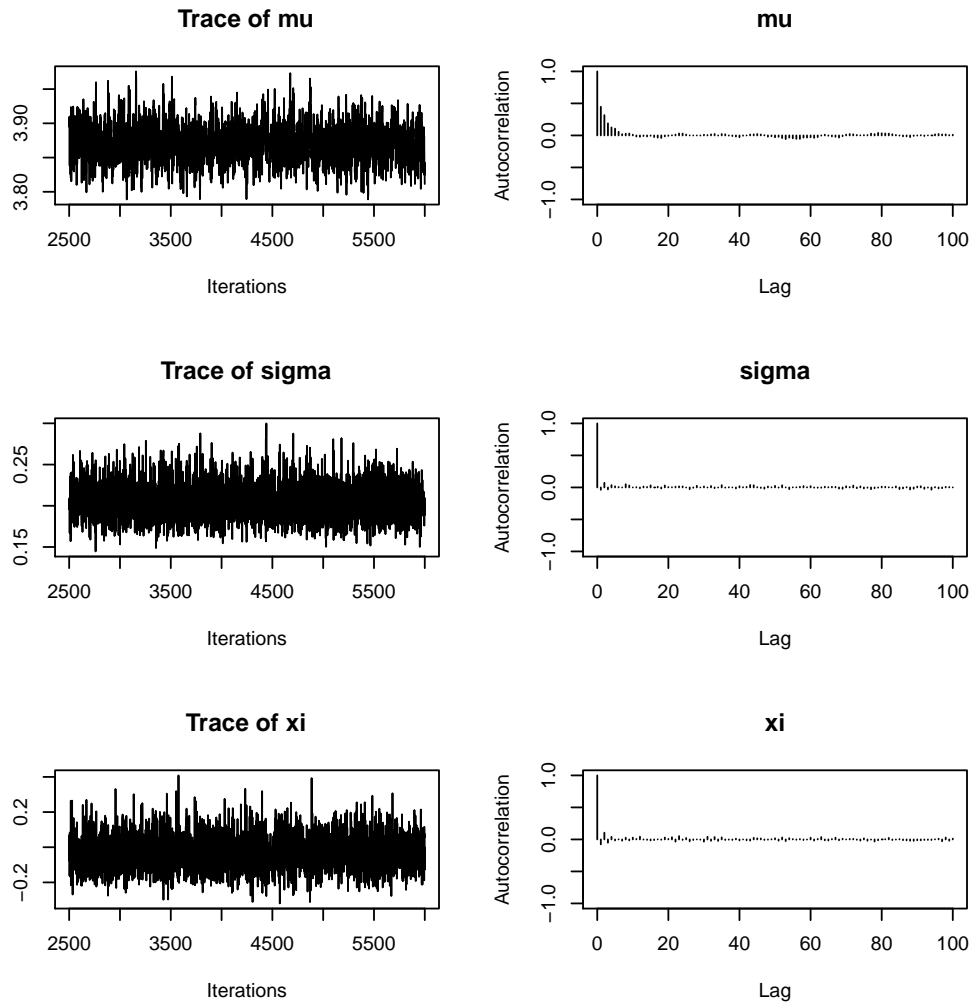 Trace of mu
mu
3.80 3.90
2500 3500 4500 5500
Iterations
Autocorrelation
−1.0 0.0 1.0
0 20 40 60 80 100
Lag
Trace of sigma
sigma
0.15 0.25
2500 3500 4500 5500
Iterations
Autocorrelation
−1.0 0.0 1.0
0 20 40 60 80 100
Lag
Trace of xi
xi
−0.2 0.2
2500 3500 4500 5500
Iterations
Autocorrelation
−1.0 0.0 1.0
0 20 40 60 80 100
Lag